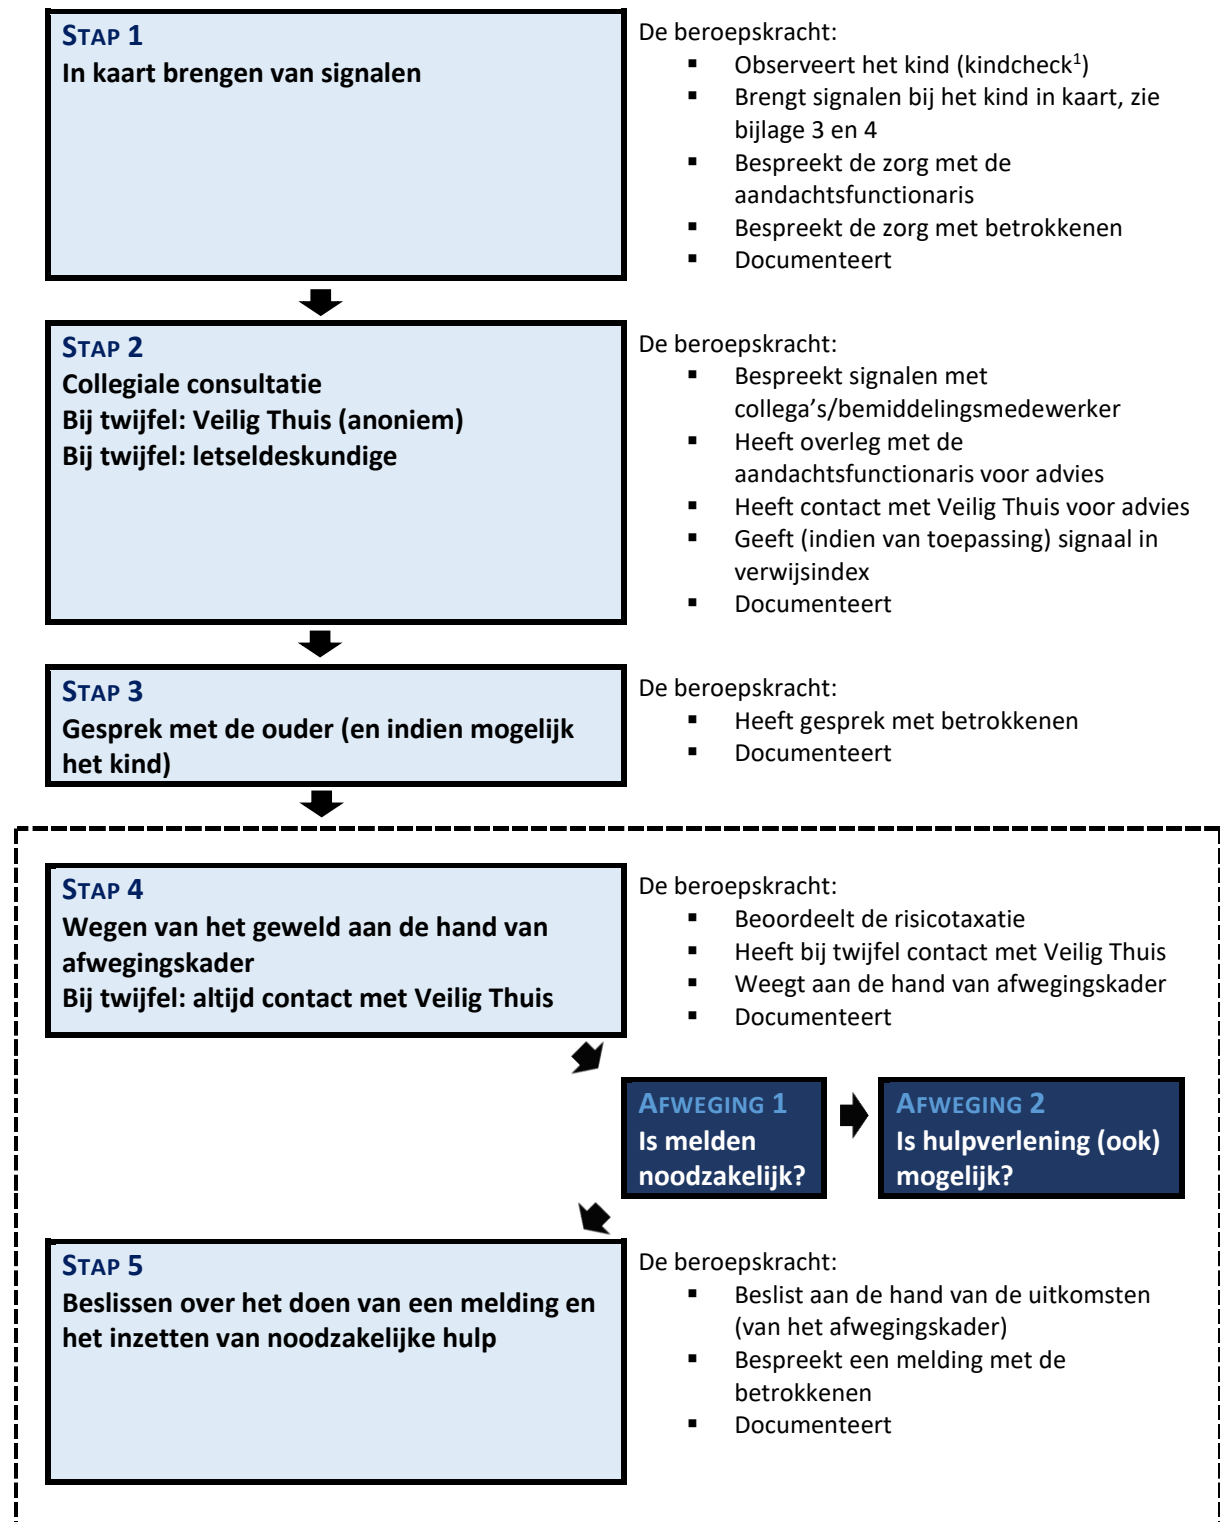 STAP 1
In kaart brengen van signalen
De beroepskracht:
▪ Observeert het kind (kindcheck¹)
▪ Brengt signalen bij het kind in kaart, zie
bijlage 3 en 4
▪ Bespreekt de zorg met de
aandachtsfunctionaris
▪ Bespreekt de zorg met betrokkenen
▪ Documenteert
STAP 2
Collegiale consultatie
Bij twijfel: Veilig Thuis (anoniem)
Bij twijfel: letseldeskundige
De beroepskracht:
▪ Bespreekt signalen met
collega’s/bemiddelingsmedewerker
▪ Heeft overleg met de
aandachtsfunctionaris voor advies
▪ Heeft contact met Veilig Thuis voor advies
▪ Geeft (indien van toepassing) signaal in
verwijsindex
▪ Documenteert
STAP 3
Gesprek met de ouder (en indien mogelijk
het kind)
De beroepskracht:
▪ Heeft gesprek met betrokkenen
▪ Documenteert
STAP 4
Wegen van het geweld aan de hand van
afwegingskader
Bij twijfel: altijd contact met Veilig Thuis
De beroepskracht:
▪ Beoordeelt de risicotaxatie
▪ Heeft bij twijfel contact met Veilig Thuis
▪ Weegt aan de hand van afwegingskader
▪ Documenteert
AFWEGING 1
Is melden
noodzakelijk?
AFWEGING 2
Is hulpverlening (ook)
mogelijk?
STAP 5
Beslissen over het doen van een melding en
het inzetten van noodzakelijke hulp
De beroepskracht:
▪ Beslist aan de hand van de uitkomsten
(van het afwegingskader)
▪ Bespreekt een melding met de
betrokkenen
▪ Documenteert